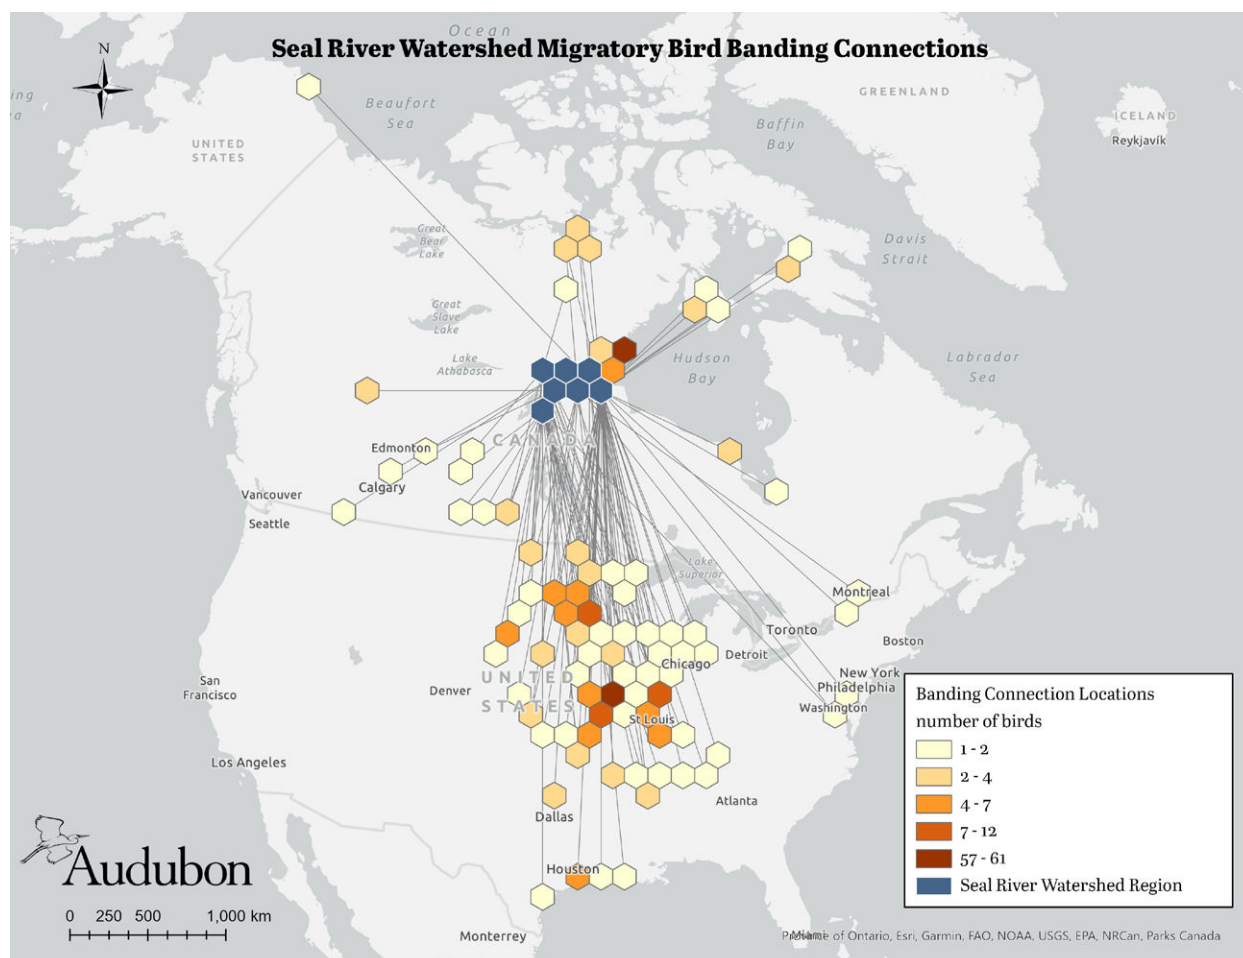 Ocean
Seal River Watershed Migratory Bird Banding Connections
N
Beaufort
Sea
GREENLAND
ing
a
Baffin
Bay
ICELAND
Reykjavík
UNITED
STATES
Great
Bear
Lake
Davis
Strait
Great
Slave
Lake
Lake
Athabasca
Hudson
Bay
Labrador
Sea
CANADA
Edmonton
Calgary
Vancouver
Seattle
Lake
Superior
Montreal
Toronto
Boston
Detroit
Chicago
New York
Philadelphia
Washington
UNITED
STATES
San
Francisco
Denver
St Louis
Los Angeles
Atlanta
Dallas
Houston
Monterrey
Miami
Banding Connection Locations
number of birds
1 - 2
2 - 4
4 - 7
7 - 12
57 - 61
Seal River Watershed Region
Audubon
0 250 500 1,000 km
Province of Ontario, Esri, Garmin, FAO, NOAA, USGS, EPA, NRCan, Parks Canada